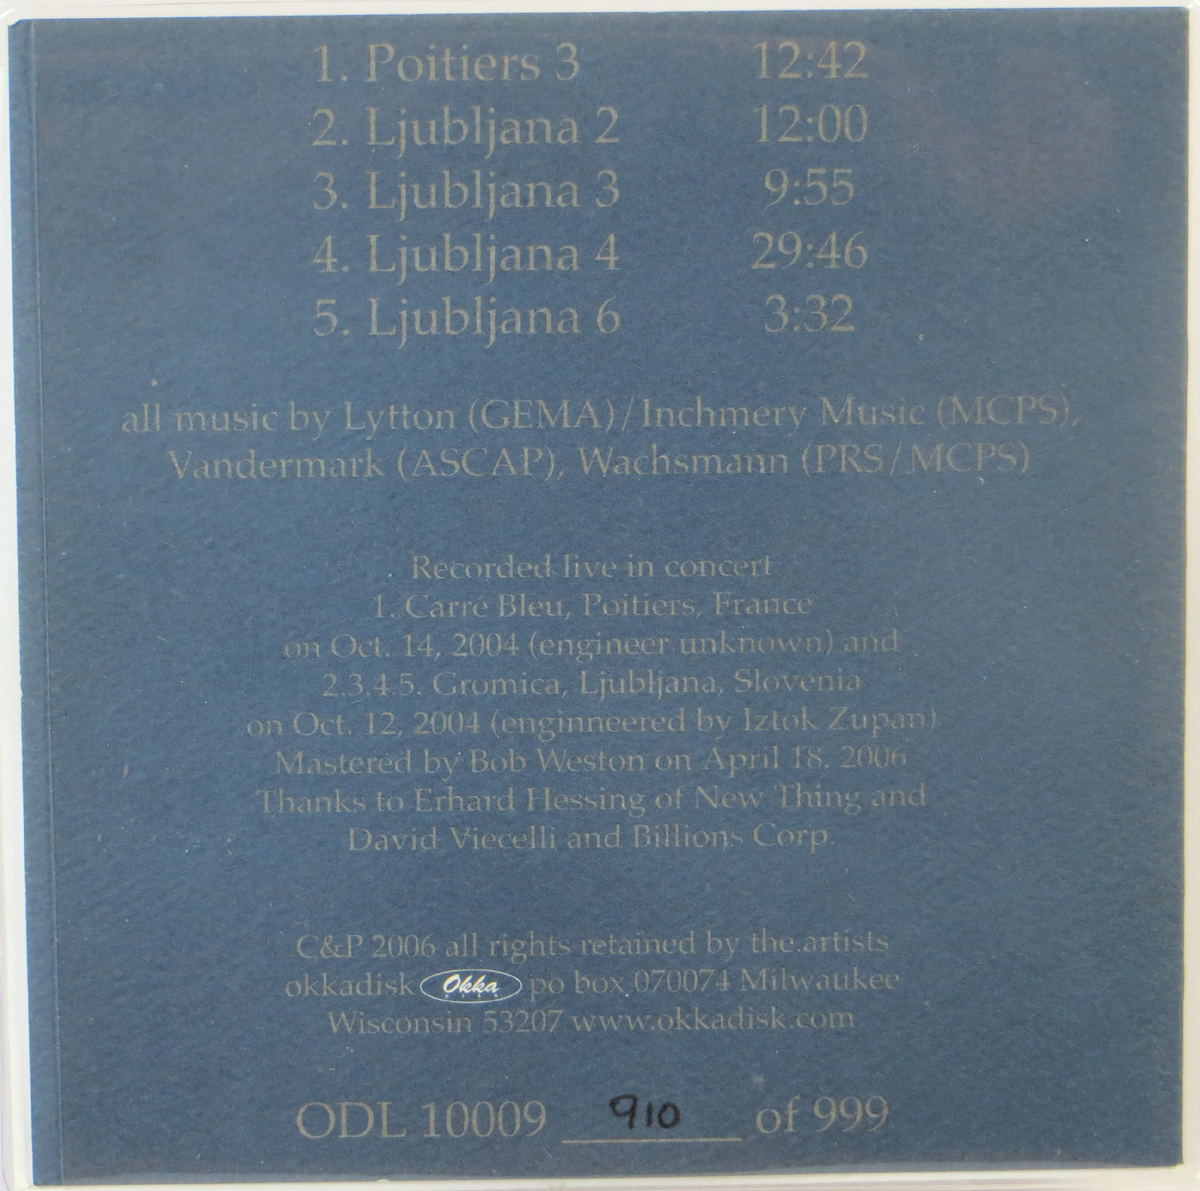 1. Poitiers 3 12:42
2. Ljubljana 2 12:00
3. Ljubljana 3 9:55
4. Ljubljana 4 29:46
5. Ljubljana 6 3:32
all music by Lytton (GEMA)/Inchmery Music (MCPS),
Vandermark (ASCAP), Wachsmann (PRS/MCPS)
Recorded live in concert
1. Carré Bleu, Poitiers, France
on Oct. 14, 2004 (engineer unknown) and
2.3.4.5. Gromica, Ljubljana, Slovenia
on Oct. 12, 2004 (enginneered by Iztok Zupan)
Mastered by Bob Weston on April 18, 2006
Thanks to Erhard Hessing of New Thing and
David Viecelli and Billions Corp.
C&P 2006 all rights retained by the artists
okkadisk Okka po box 070074 Milwaukee
Wisconsin 53207 www.okkadisk.com
ODL 10009 910 of 999